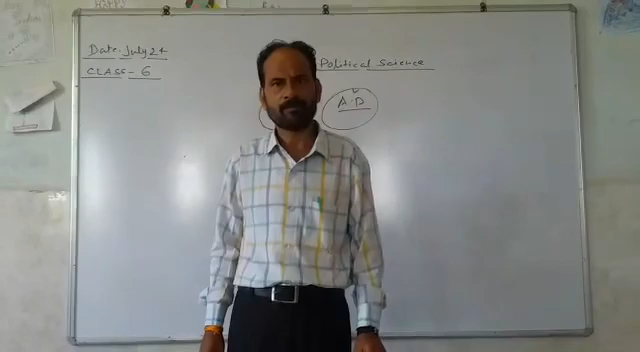 Date. July 24
Political Science
CLASS - 6
A.D